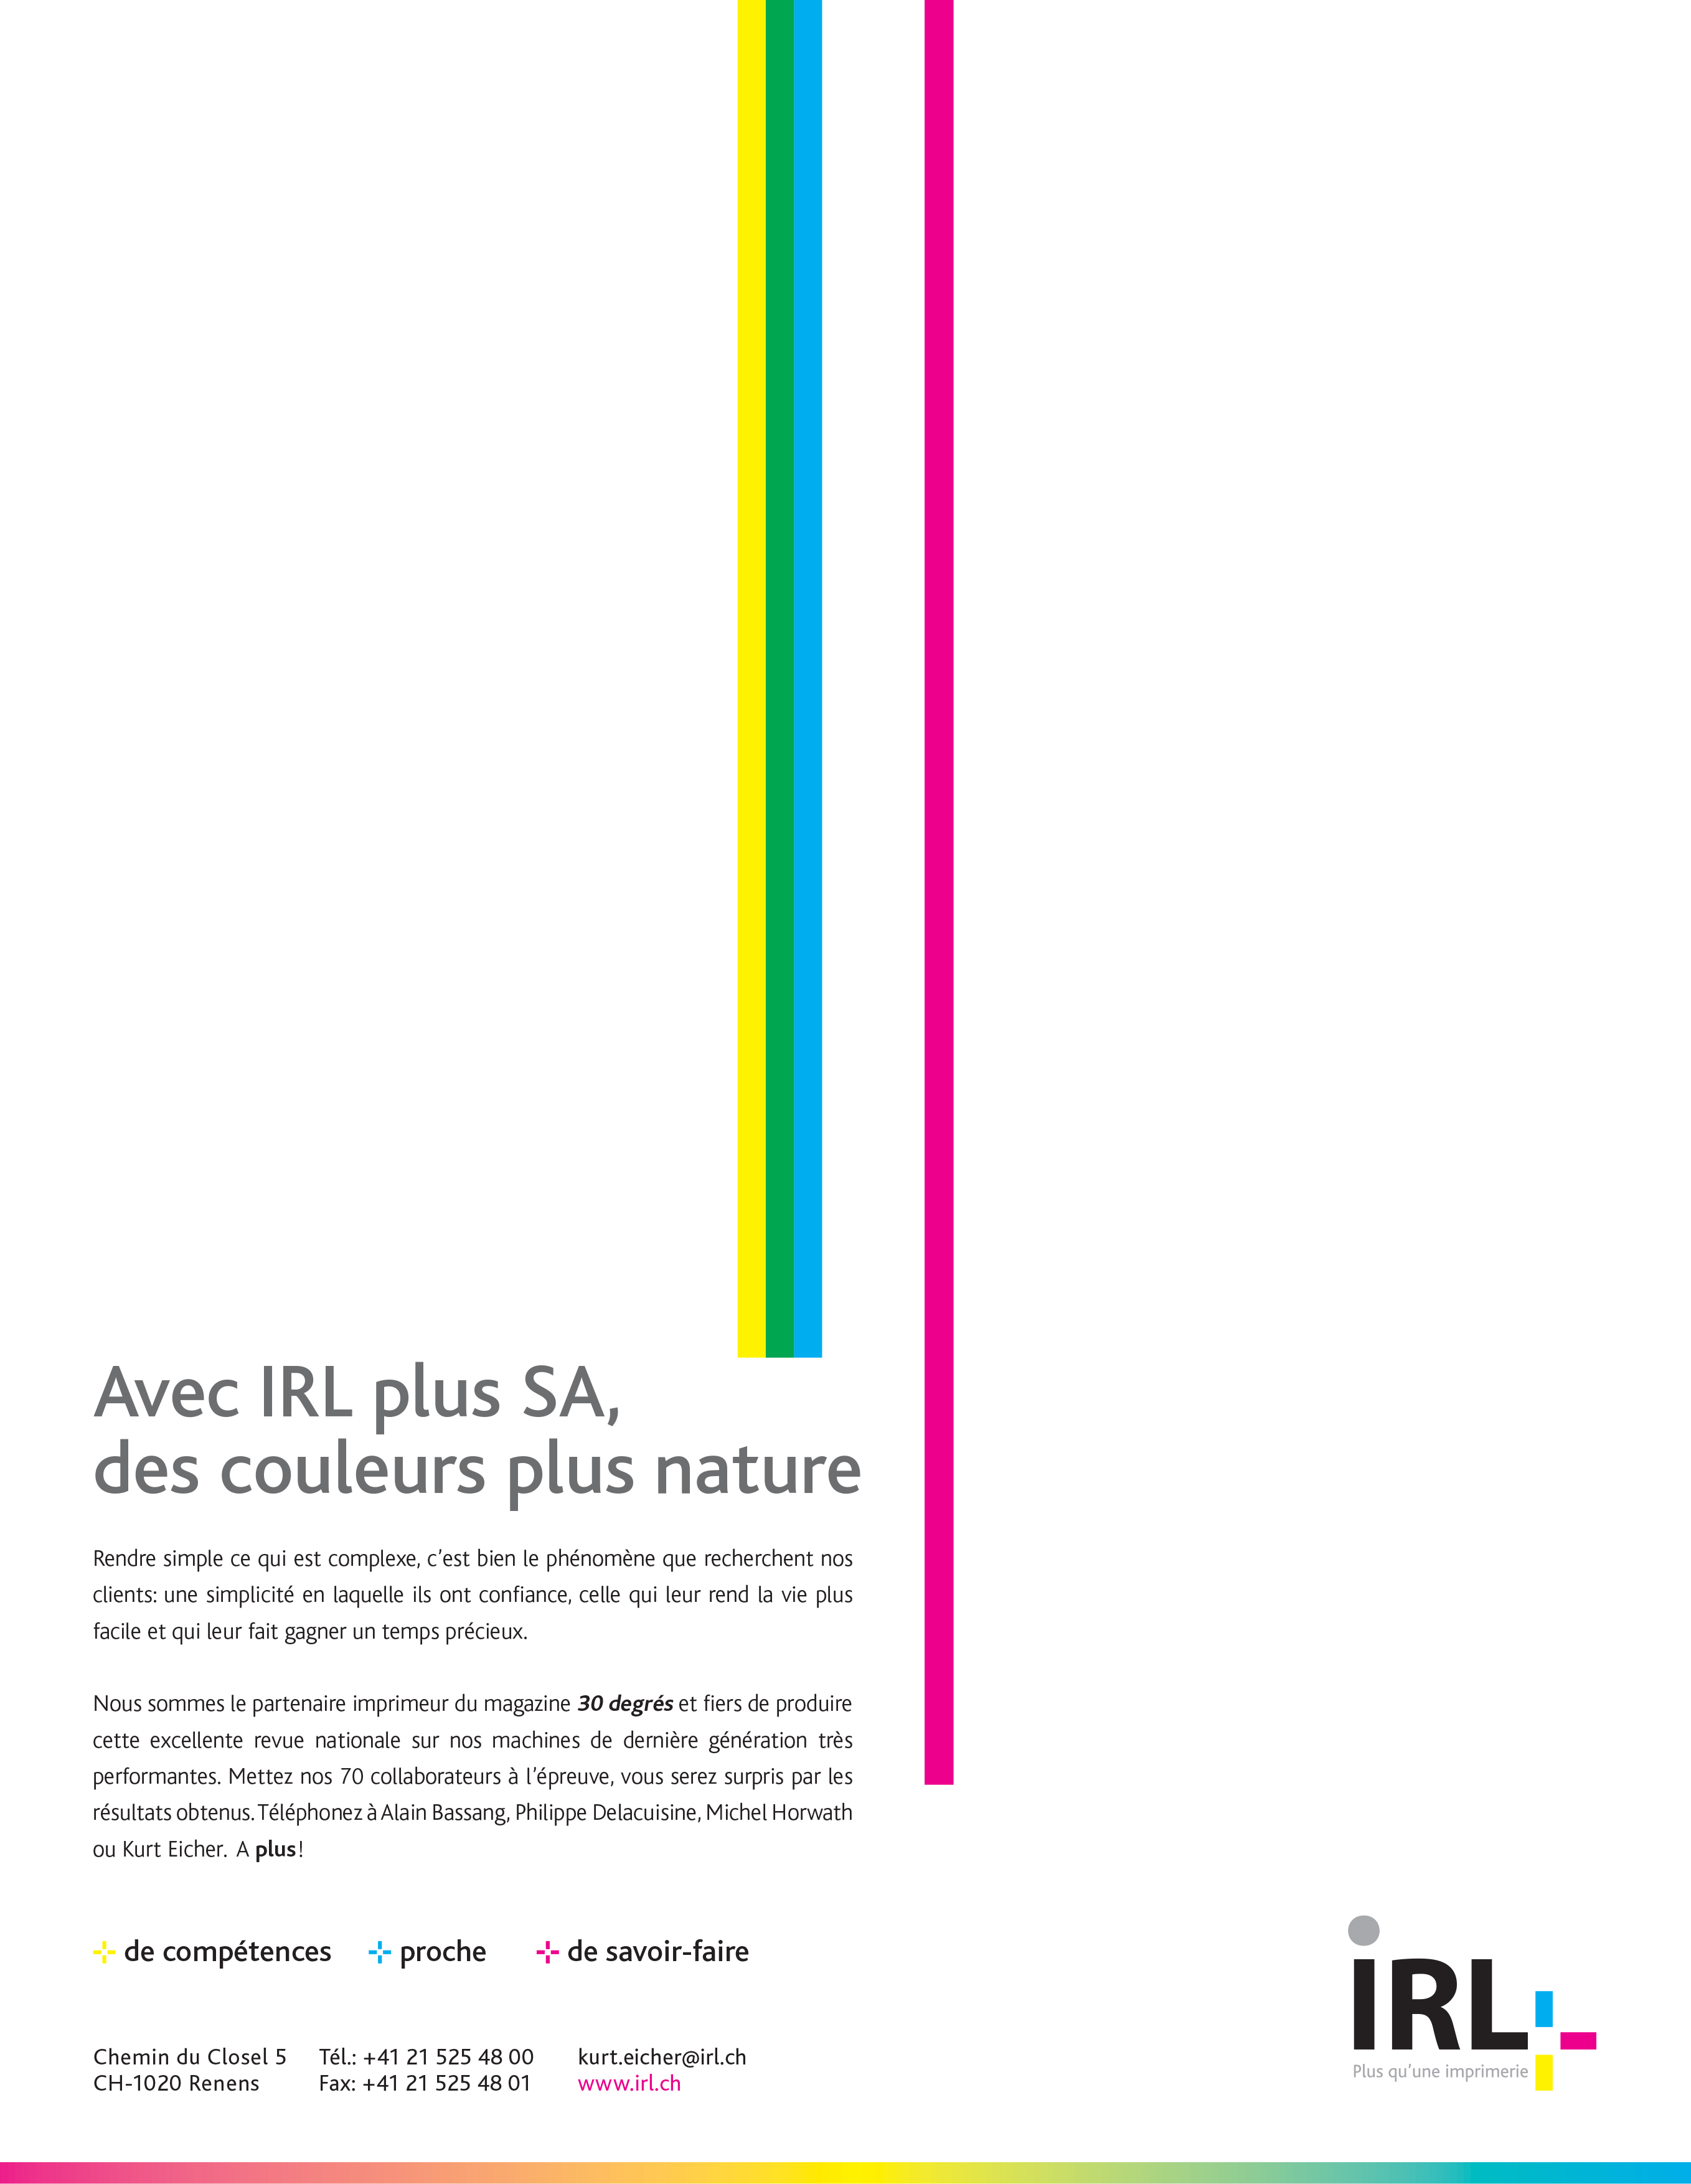 Avec IRL plus SA,
des couleurs plus nature
Rendre simple ce qui est complexe, c’est bien le phénomène que recherchent nos
clients: une simplicité en laquelle ils ont confiance, celle qui leur rend la vie plus
facile et qui leur fait gagner un temps précieux.
Nous sommes le partenaire imprimeur du magazine 30 degrés et fiers de produire
cette excellente revue nationale sur nos machines de dernière génération très
performantes. Mettez nos 70 collaborateurs à l’épreuve, vous serez surpris par les
résultats obtenus. Téléphonez à Alain Bassang, Philippe Delacuisine, Michel Horwath
ou Kurt Eicher. A plus!
de compétences proche de savoir-faire
Chemin du Closel 5 Tél.: +41 21 525 48 00 kurt.eicher@irl.ch
CH-1020 Renens Fax: +41 21 525 48 01 www.irl.ch
iRL
Plus qu’une imprimerie